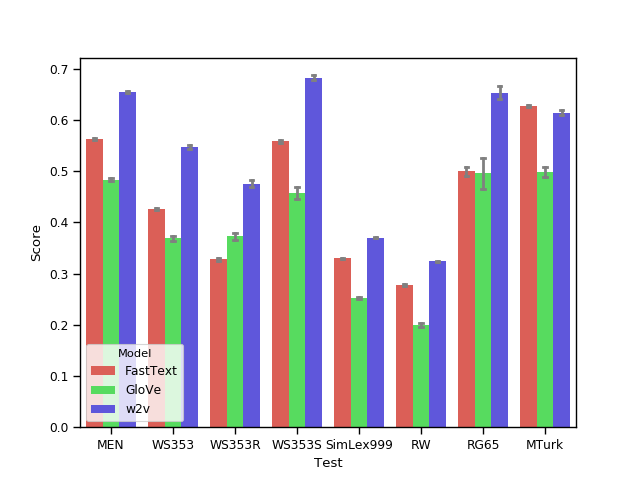 0.7
0.6
0.5
0.4
0.3
0.2
0.1
0.0
Score
Model
FastText
GloVe
w2v
MEN WS353 WS353R WS353S SimLex999 RW RG65 MTurk
Test